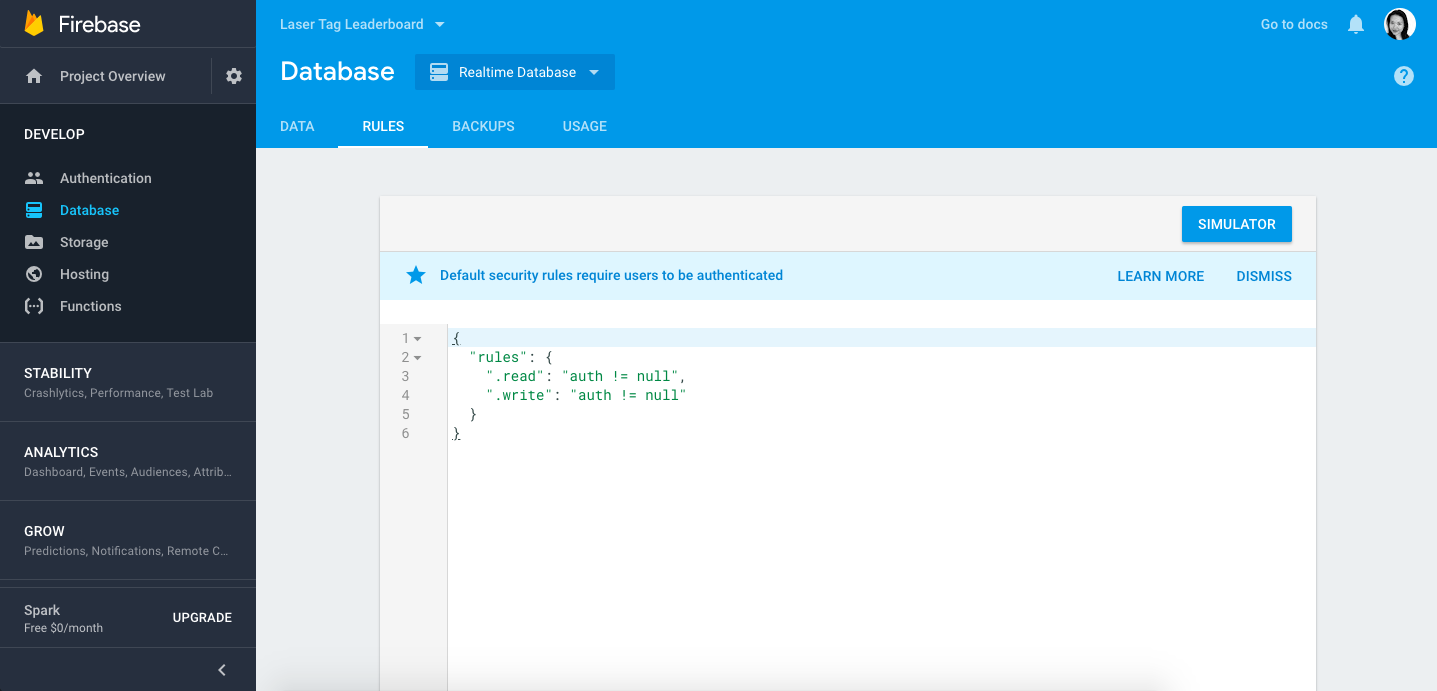 Firebase
Project Overview
DEVELOP
Authentication
Database
Storage
Hosting
Functions
STABILITY
Crashlytics, Performance, Test Lab
ANALYTICS
Dashboard, Events, Audiences, Attrib...
GROW
Predictions, Notifications, Remote C...
Spark
Free $0/month
UPGRADE
Laser Tag Leaderboard
Go to docs
Database
Realtime Database
DATA RULES BACKUPS USAGE
SIMULATOR
Default security rules require users to be authenticated
LEARN MORE DISMISS
1 {
2 "rules": {
3 ".read": "auth != null",
4 ".write": "auth != null"
5 }
6 }